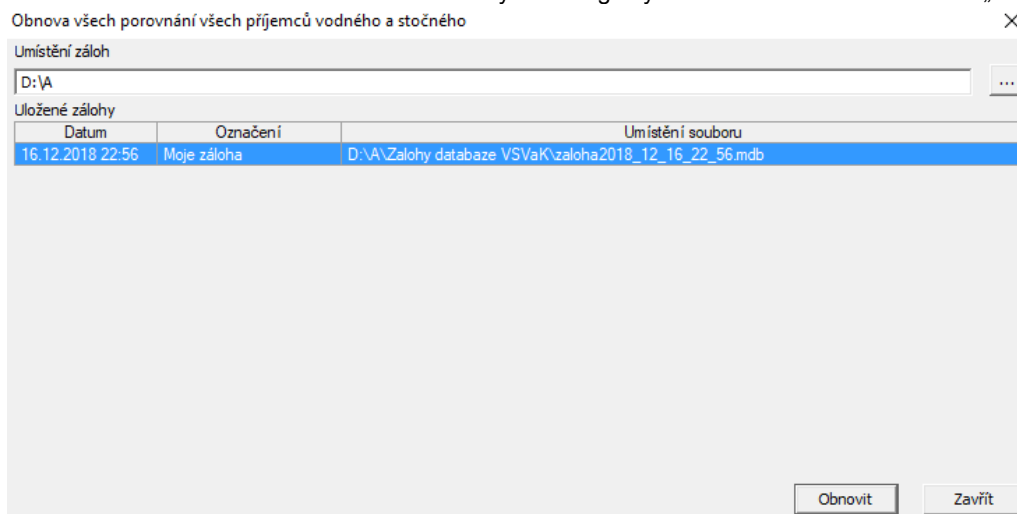 Obnova všech porovnání všech příjemců vodného a stočného
Umístění záloh
D:\A
...
Uložené zálohy
Datum Označení Umístění souboru
16.12.2018 22:56 Moje záloha D:\A\Zalohy databaze VSVaK\zaloha2018_12_16_22_56.mdb
Obnovit Zavřít